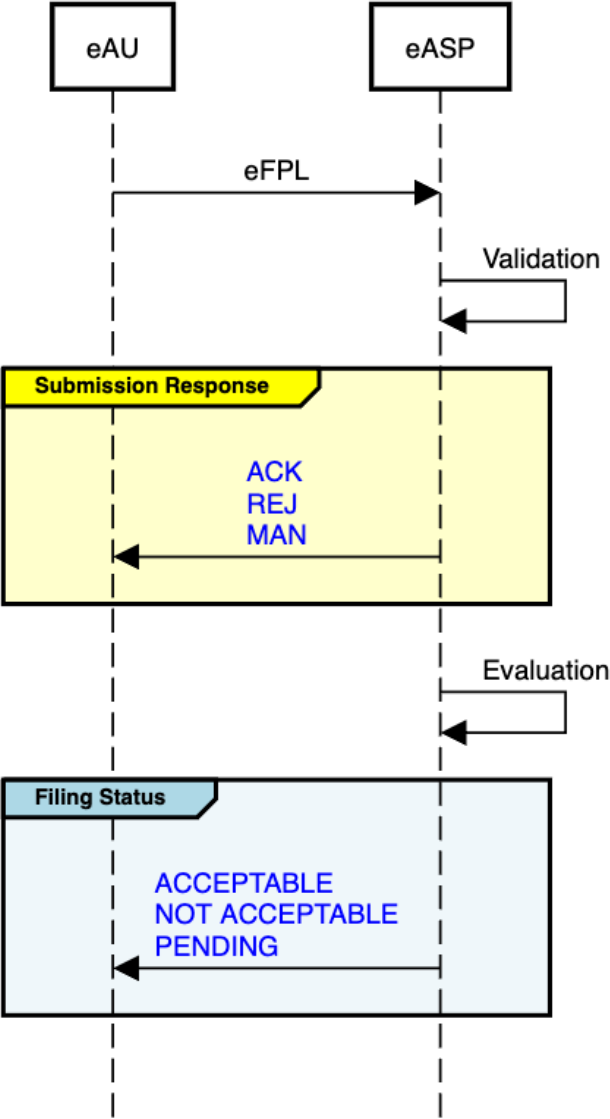 eAU
eASP
eFPL
Validation
Submission Response
ACK
REJ
MAN
Evaluation
Filing Status
ACCEPTABLE
NOT ACCEPTABLE
PENDING